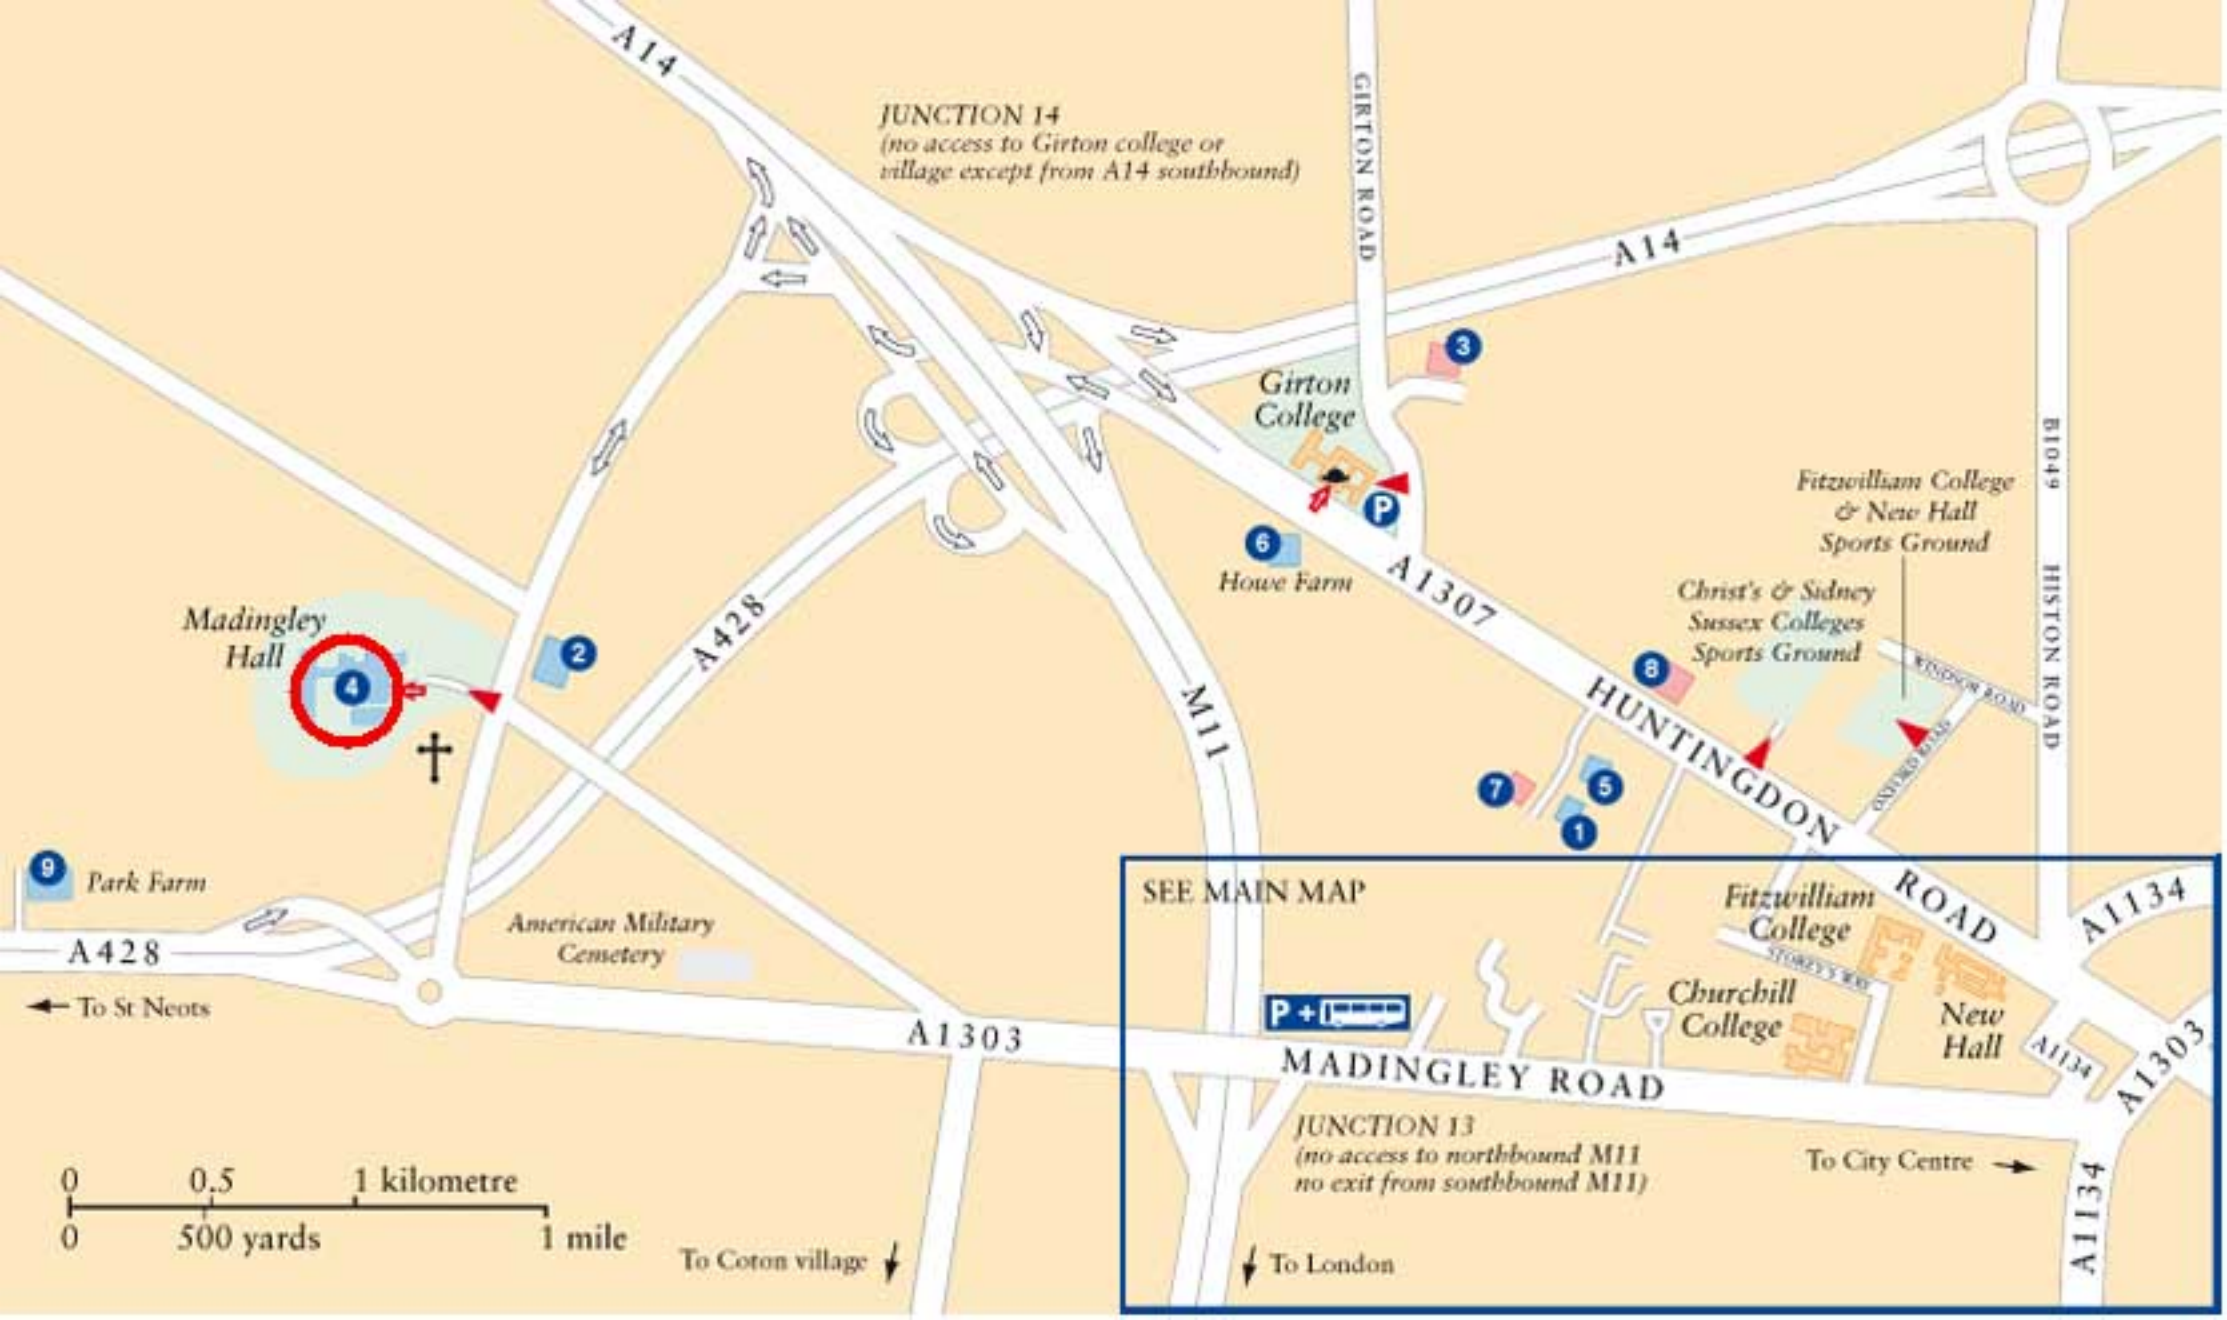 A14
JUNCTION 14
(no access to Girton college or
village except from A14 southbound)
GIRTON ROAD
A14
3
Girton
College
P
6
Howe Farm
A1307
Fitzwilliam College
& New Hall
Sports Ground
Christ's & Sidney
Sussex Colleges
Sports Ground
B1049
HISTON ROAD
WINDSOR ROAD
OXFORD ROAD
8
HUNTINGDON
ROAD
7
5
1
Madingley
Hall
4
2
A428
M11
9
Park Farm
A428
To St Neots
American Military
Cemetery
A1303
SEE MAIN MAP
Fitzwilliam
College
STOREY'S WAY
Churchill
College
New
Hall
A1134
A1134
A1303
P +
MADINGLEY ROAD
JUNCTION 13
(no access to northbound M11
no exit from southbound M11)
To City Centre
A1134
0 0.5 1 kilometre
0 500 yards 1 mile
To Coton village
To London